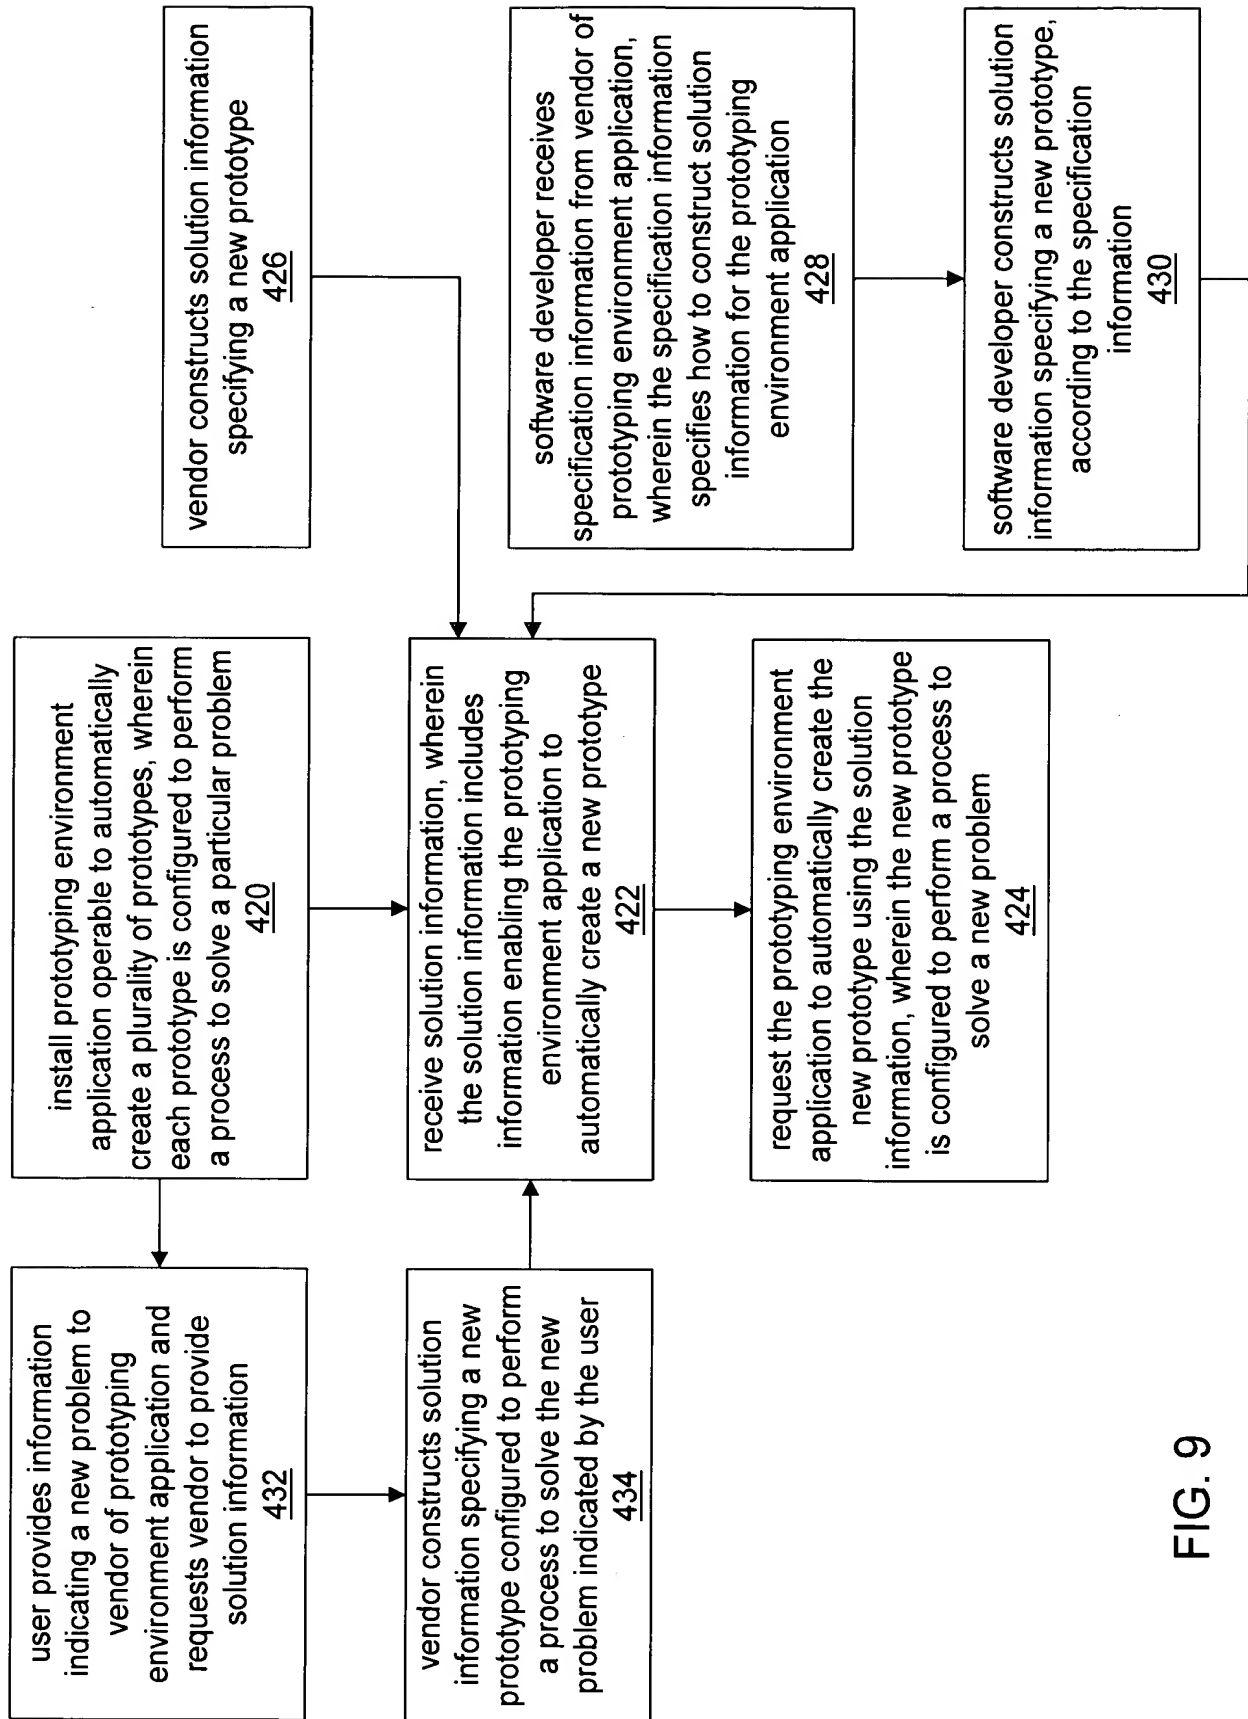 user provides information
indicating a new problem to
vendor of prototyping
environment application and
requests vendor to provide
solution information
432
install prototyping environment
application operable to automatically
create a plurality of prototypes, wherein
each prototype is configured to perform
a process to solve a particular problem
420
vendor constructs solution information
specifying a new prototype
426
vendor constructs solution
information specifying a new
prototype configured to perform
a process to solve the new
problem indicated by the user
434
receive solution information, wherein
the solution information includes
information enabling the prototyping
environment application to
automatically create a new prototype
422
software developer receives
specification information from vendor of
prototyping environment application,
wherein the specification information
specifies how to construct solution
information for the prototyping
environment application
428
request the prototyping environment
application to automatically create the
new prototype using the solution
information, wherein the new prototype
is configured to perform a process to
solve a new problem
424
software developer constructs solution
information specifying a new prototype,
according to the specification
information
430
FIG. 9